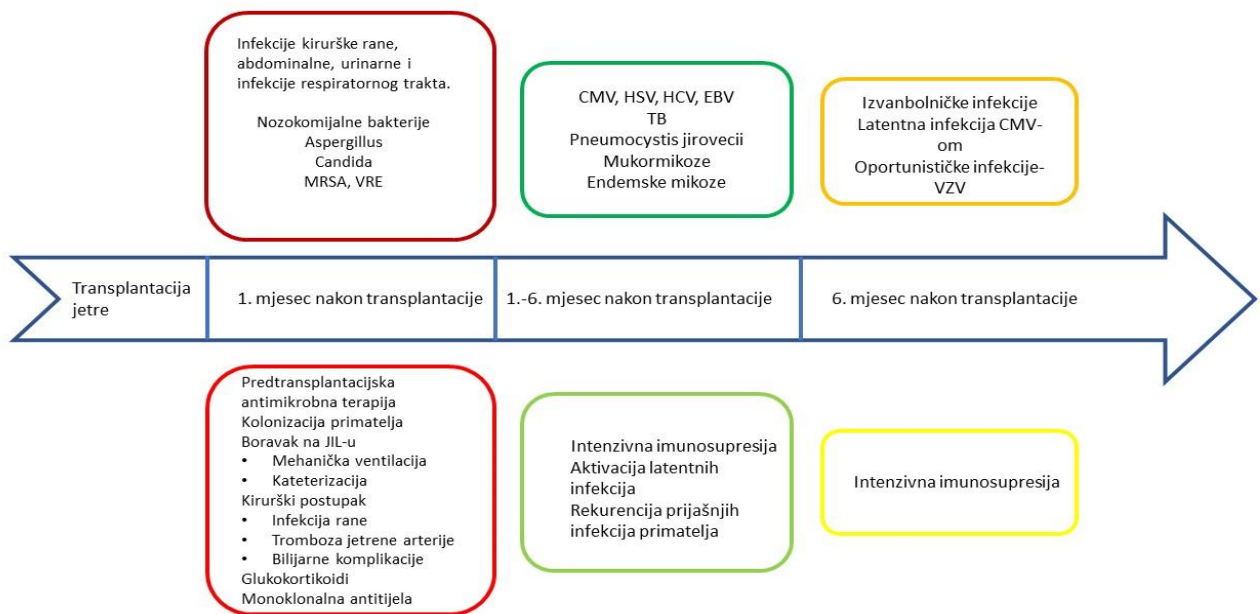 Infekcije kirurške rane,
abdominalne, urinarne i
infekcije respiratornog trakta.
Nozokomijalne bakterije
Aspergillus
Candida
MRSA, VRE
CMV, HSV, HCV, EBV
TB
Pneumocystis jirovecii
Mukormikoze
Endemske mikoze
Izvanbolničke infekcije
Latentna infekcija CMV-
om
Oportunističke infekcije-
VZV
Transplantacija
jetre
1. mjesec nakon transplantacije
1.-6. mjesec nakon transplantacije
6. mjesec nakon transplantacije
Predtransplantacijska
antimikrobna terapija
Kolonizacija primatelja
Boravak na JIL-u
• Mehanička ventilacija
• Kateterizacija
Kirurški postupak
• Infekcija rane
• Tromboza jetrene arterije
• Bilijarne komplikacije
Glukokortikoidi
Monoklonalna antitijela
Intenzivna imunosupresija
Aktivacija latentnih
infekcija
Rekurencija prijašnjih
infekcija primatelja
Intenzivna imunosupresija